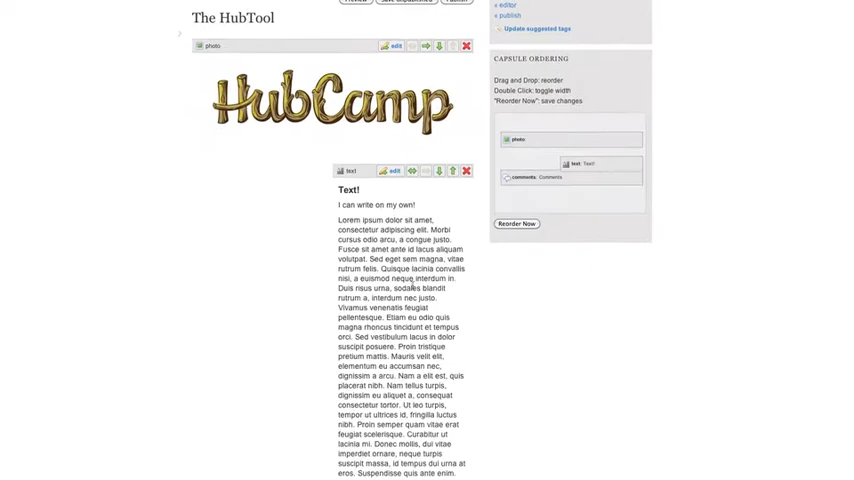 Preview Save Unpublished Publish
The HubTool
photo edit
HubCamp
text edit
Text!
I can write on my own!
Lorem ipsum dolor sit amet,
consectetur adipiscing elit. Morbi
cursus odio arcu, a congue justo.
Fusce sit amet ante id lacus aliquam
volutpat. Sed eget sem magna, vitae
rutrum felis. Quisque lacinia convallis
nisi, a euismod neque interdum in.
Duis risus urna, sodales blandit
rutrum a, interdum nec justo.
Vivamus venenatis feugiat
pellentesque. Etiam eu odio quis
magna rhoncus tincidunt et tempus
orci. Sed vestibulum lacus in dolor
suscipit posuere. Proin tristique
pretium mattis. Mauris velit elit,
elementum eu accumsan nec,
dignissim a arcu. Nam a elit est, quis
placerat nibh. Nam tellus turpis,
dignissim eu aliquet a, consequat
consectetur tortor. Ut leo turpis,
tempor ut ultrices id, fringilla luctus
nibh. Proin semper quam vitae erat
feugiat scelerisque. Curabitur ut
lacinia mi. Donec mollis, dui vitae
imperdiet ornare, neque turpis
suscipit massa, id tempus dui urna at
eros. Suspendisse quis ante enim.
« editor
« publish
Update suggested tags
CAPSULE ORDERING
Drag and Drop: reorder
Double Click: toggle width
"Reorder Now": save changes
photo:
text: Text!
comments: Comments
Reorder Now